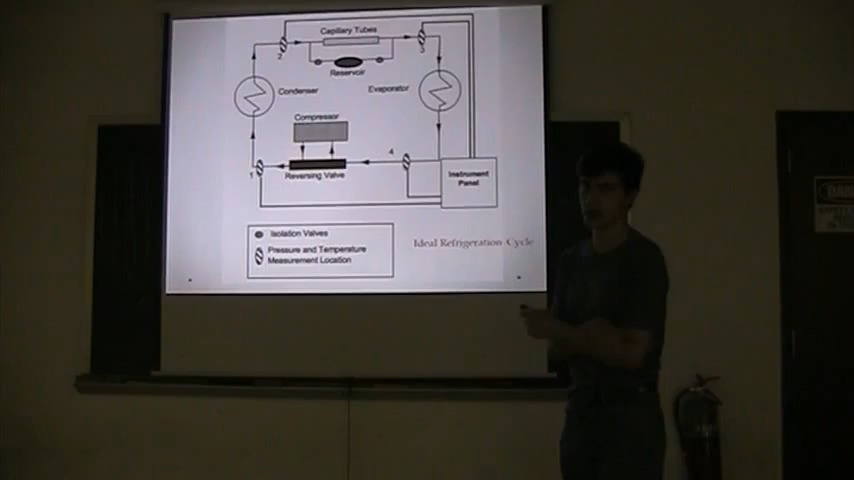 Capillary Tubes
2
3
Reservoir
Condenser
Evaporator
Compressor
4
1
Reversing Valve
Instrument
Panel
Isolation Valves
Pressure and Temperature
Measurement Location
Ideal Refrigeration Cycle
DANGER